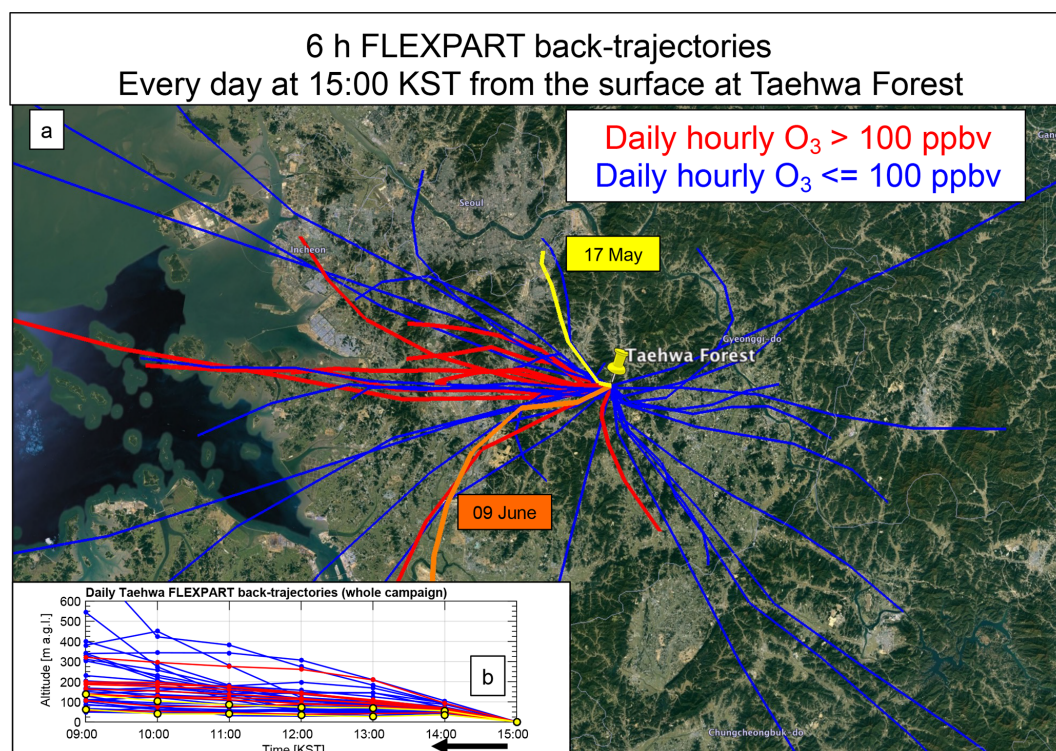 6 h FLEXPART back-trajectories
Every day at 15:00 KST from the surface at Taehwa Forest
a
Daily hourly O₃ > 100 ppbv
Daily hourly O₃ <= 100 ppbv
Seoul
Incheon
17 May
Gyeonggi-do
Taehwa Forest
09 June
Daily Taehwa FLEXPART back-trajectories (whole campaign)
Altitude [m a.g.l.]
600
500
400
300
200
100
0
b
09:00 10:00 11:00 12:00 13:00 14:00 15:00
Time [KST]
Chungcheongbuk-do